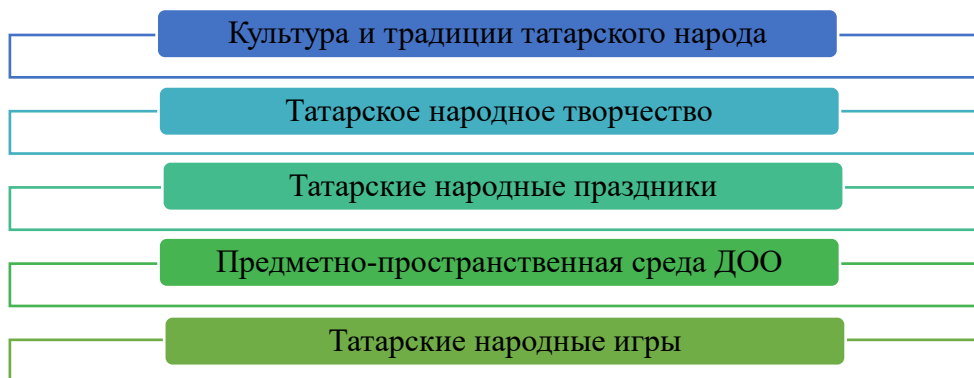 Культура и традиции татарского народа
Татарское народное творчество
Татарские народные праздники
Предметно-пространственная среда ДОО
Татарские народные игры